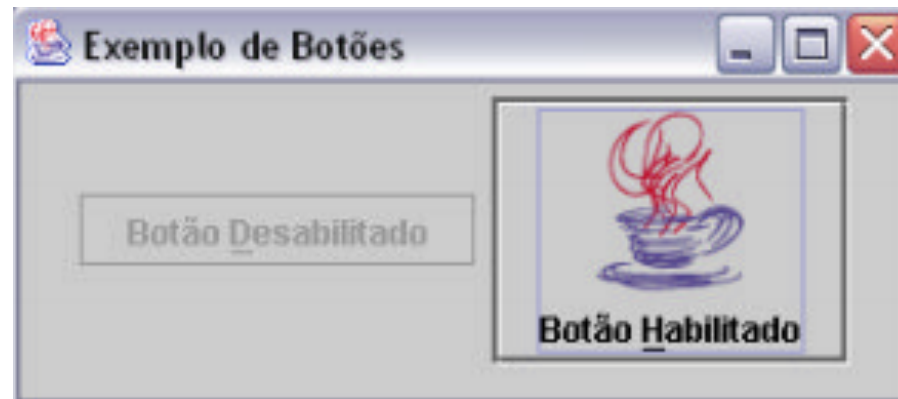 Exemplo de Botões
Botão Desabilitado
Botão Habilitado